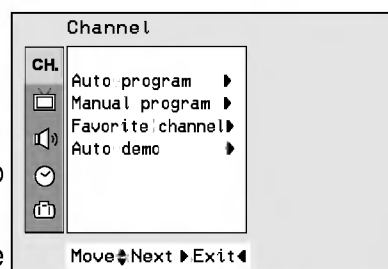 Channel
CH.
Auto program
Manual program
Favorite channel
Auto demo
Move Next Exit